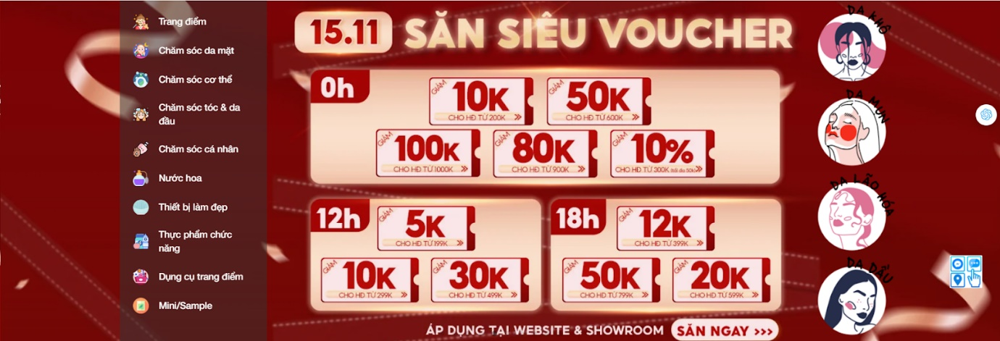 Trang điểm
Chăm sóc da mặt
Chăm sóc cơ thể
Chăm sóc tóc & da
đầu
Chăm sóc cá nhân
Nước hoa
Thiết bị làm đẹp
Thực phẩm chức
năng
Dụng cụ trang điểm
Mini/Sample
15.11 SĂN SIÊU VOUCHER
0h
GIẢM 10K
CHO HĐ TỪ 200K »
GIẢM 50K
CHO HĐ TỪ 600K »
GIẢM 100K
CHO HĐ TỪ 1000K »
GIẢM 80K
CHO HĐ TỪ 900K »
GIẢM 10%
CHO HĐ TỪ 300K (tối đa 50k) »
12h
GIẢM 5K
CHO HĐ TỪ 199K »
GIẢM 10K
CHO HĐ TỪ 299K »
GIẢM 30K
CHO HĐ TỪ 499K »
18h
GIẢM 12K
CHO HĐ TỪ 399K »
GIẢM 50K
CHO HĐ TỪ 799K »
GIẢM 20K
CHO HĐ TỪ 599K »
ÁP DỤNG TẠI WEBSITE & SHOWROOM SĂN NGAY >>>
DA KHÔ
DA MỤN
DA LÃO HÓA
DA DẦU